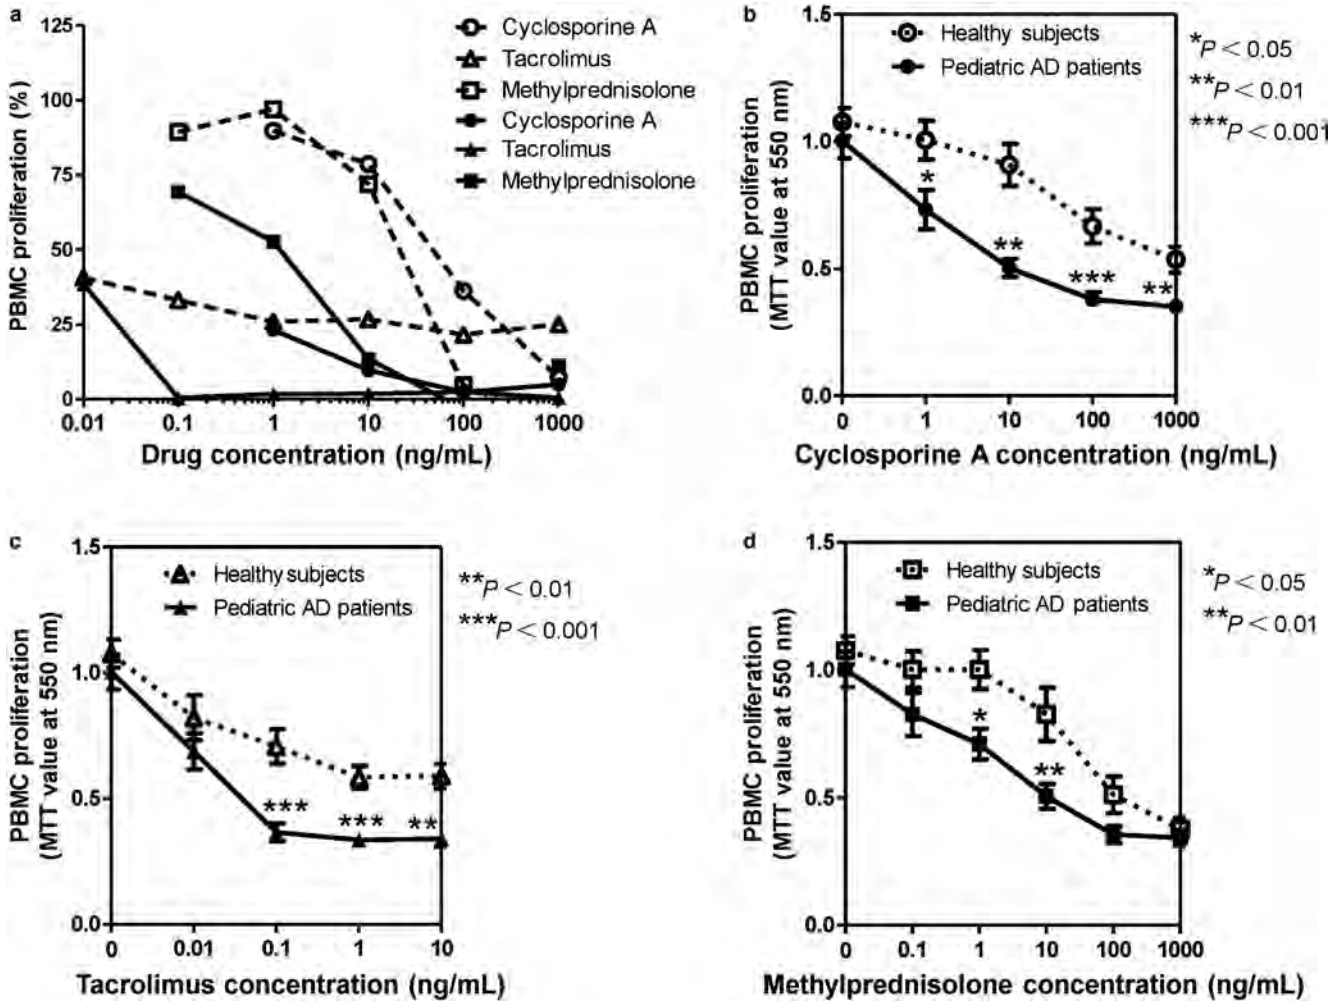 a
PBMC proliferation (%)
125
100
75
50
25
0
0.01 0.1 1 10 100 1000
Drug concentration (ng/mL)
Cyclosporine A
Tacrolimus
Methylprednisolone
Cyclosporine A
Tacrolimus
Methylprednisolone
b
PBMC proliferation
(MTT value at 550 nm)
1.5
1.0
0.5
0.0
0 1 10 100 1000
Cyclosporine A concentration (ng/mL)
Healthy subjects
Pediatric AD patients
*
**
***
**
*P < 0.05
**P < 0.01
***P < 0.001
c
PBMC proliferation
(MTT value at 550 nm)
1.5
1.0
0.5
0.0
0 0.01 0.1 1 10
Tacrolimus concentration (ng/mL)
Healthy subjects
Pediatric AD patients
***
***
**
**P < 0.01
***P < 0.001
d
PBMC proliferation
(MTT value at 550 nm)
1.5
1.0
0.5
0.0
0 0.1 1 10 100 1000
Methylprednisolone concentration (ng/mL)
Healthy subjects
Pediatric AD patients
*
**
*P < 0.05
**P < 0.01